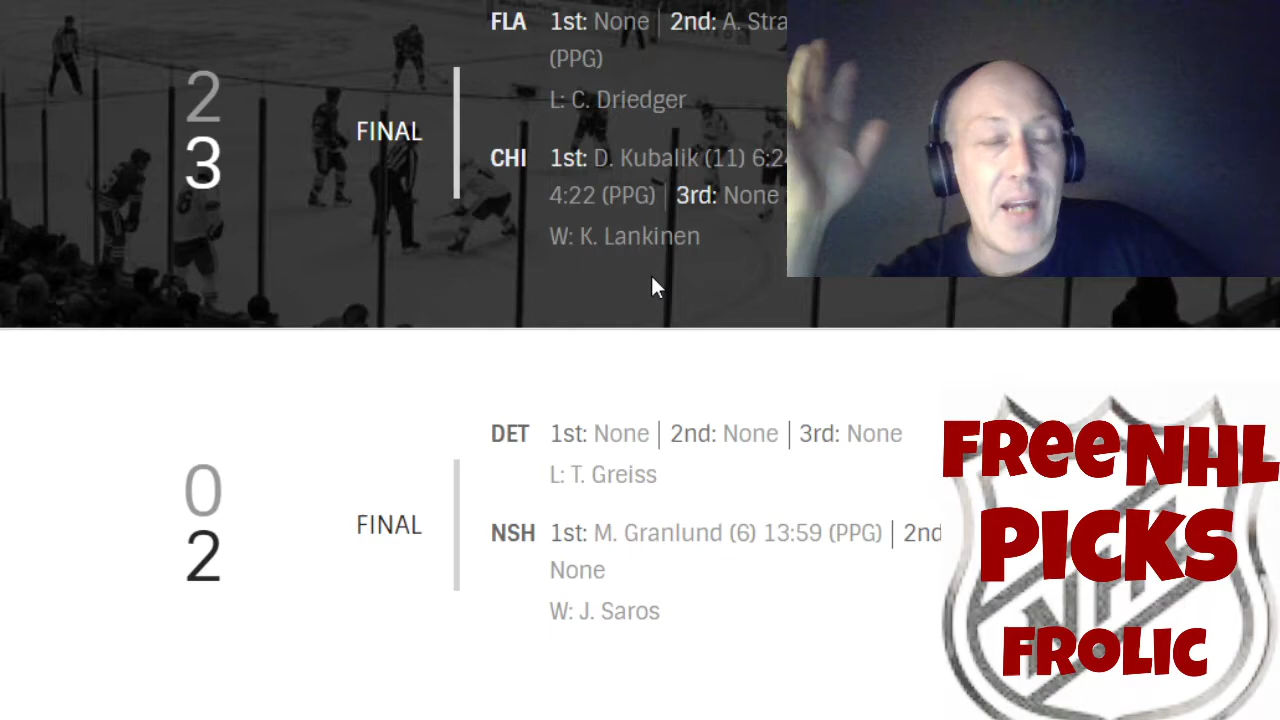 FLA 1st: None | 2nd: A. Stra
(PPG)
L: C. Driedger
2
FINAL
3
CHI 1st: D. Kubalik (11) 6:24
4:22 (PPG) | 3rd: None
W: K. Lankinen
DET 1st: None | 2nd: None | 3rd: None
L: T. Greiss
0
FINAL
2
NSH 1st: M. Granlund (6) 13:59 (PPG) | 2nd
None
W: J. Saros
FREE NHL
PICKS
FROLIC
NHL